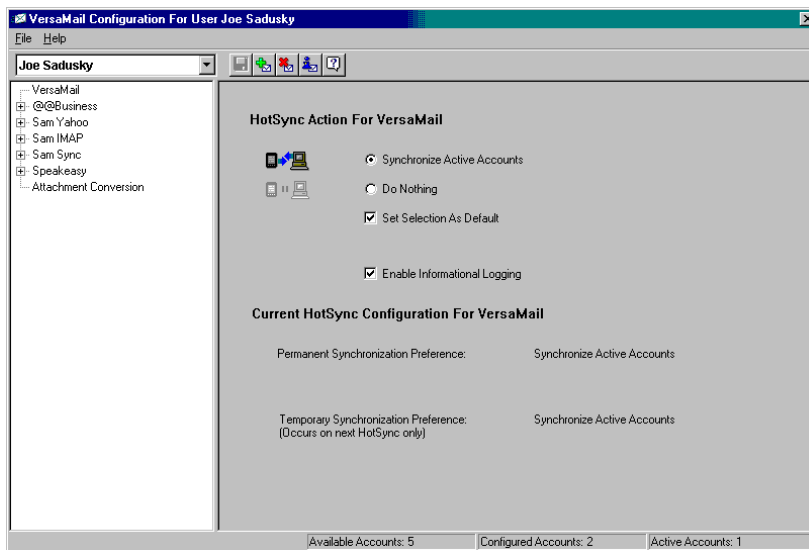 VersaMail Configuration For User Joe Sadusky
File Help
Joe Sadusky
VersaMail
@@Business
Sam Yahoo
Sam IMAP
Sam Sync
Speakeasy
Attachment Conversion
HotSync Action For VersaMail
Synchronize Active Accounts
Do Nothing
Set Selection As Default
Enable Informational Logging
Current HotSync Configuration For VersaMail
Permanent Synchronization Preference: Synchronize Active Accounts
Temporary Synchronization Preference: Synchronize Active Accounts
(Occurs on next HotSync only)
Available Accounts: 5 Configured Accounts: 2 Active Accounts: 1